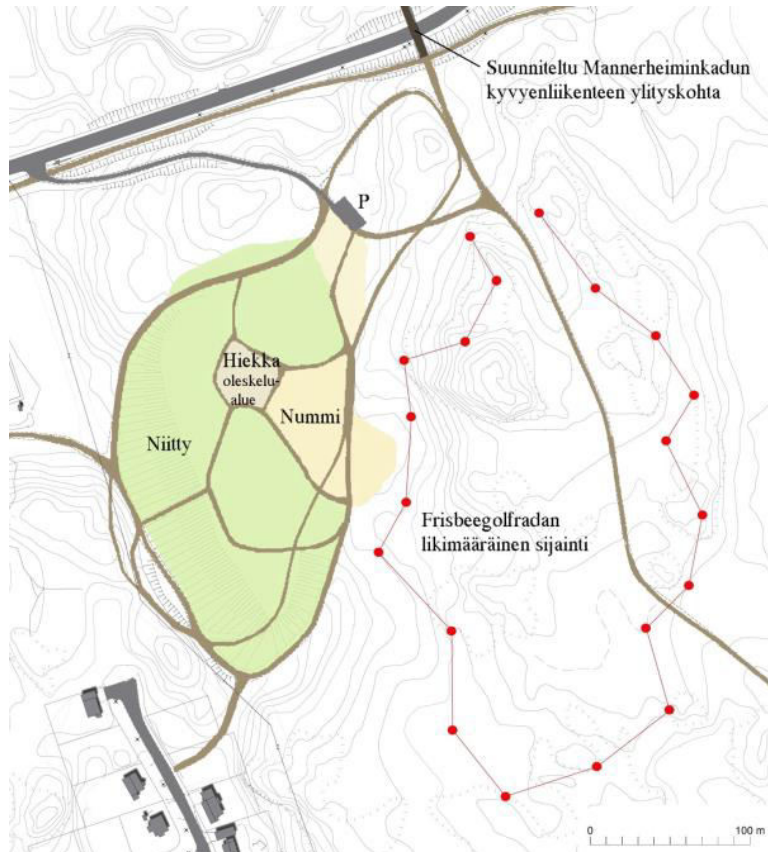 Suunniteltu Mannerheiminkadun
kyvyenliikenteen ylityskohta
P
Hiekka
oleskelu-
alue
Nummi
Niitty
Frisbeegolfradan
likimääräinen sijainti
0
100 m